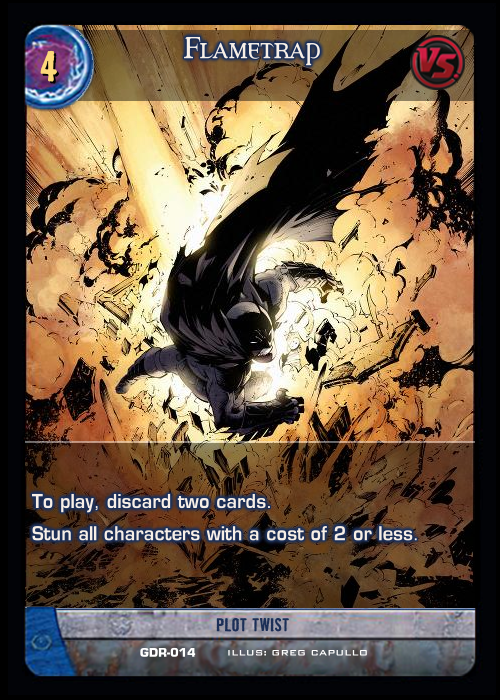 4
FLAMETRAP
VS
To play, discard two cards.
Stun all characters with a cost of 2 or less.
PLOT TWIST
GDR-014 ILLUS: GREG CAPULLO